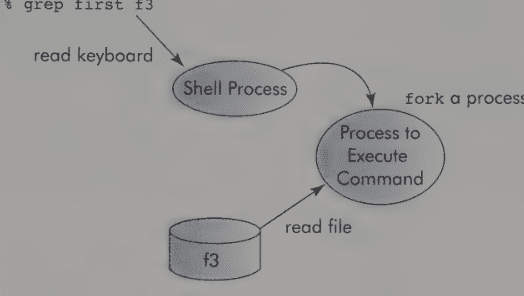 % grep first f3
read keyboard
Shell Process
fork a process
Process to
Execute
Command
read file
f3